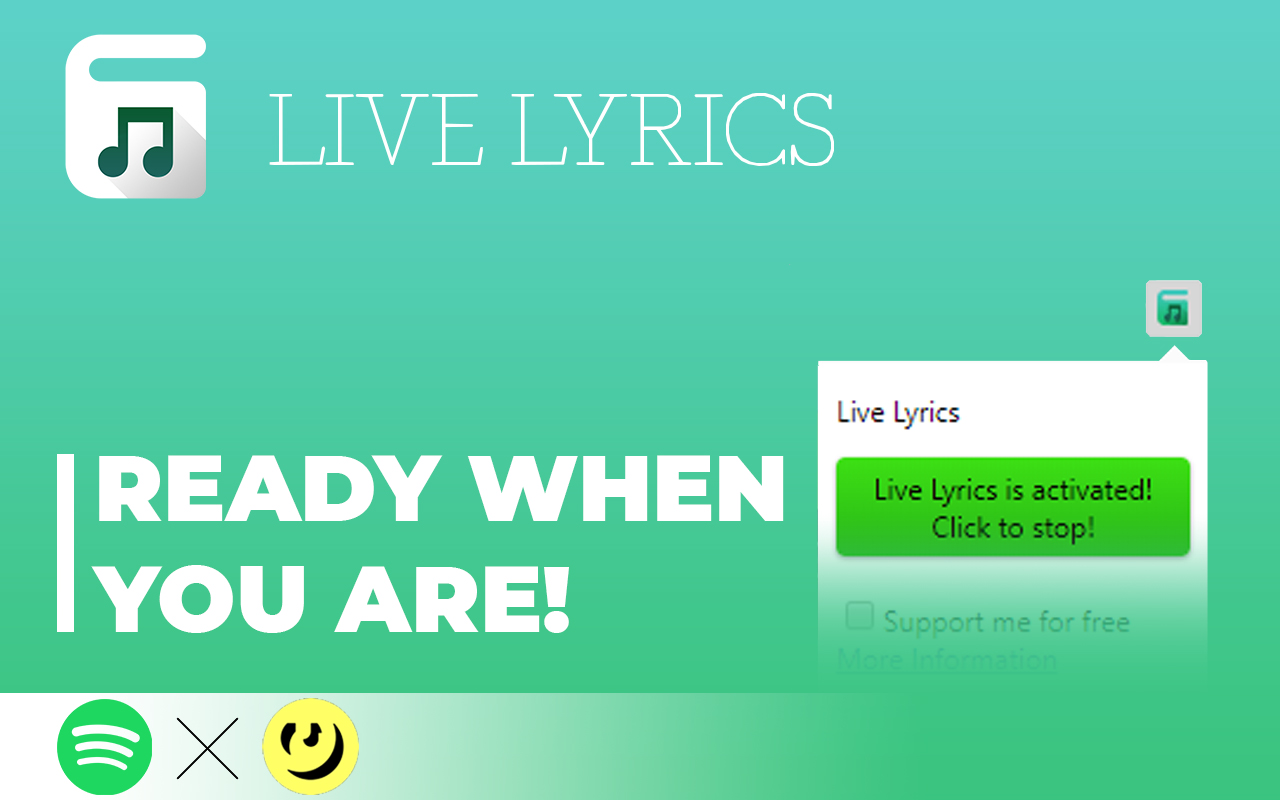 LIVE LYRICS
Live Lyrics
Live Lyrics is activated!
Click to stop!
Support me for free
More Information
READY WHEN
YOU ARE!